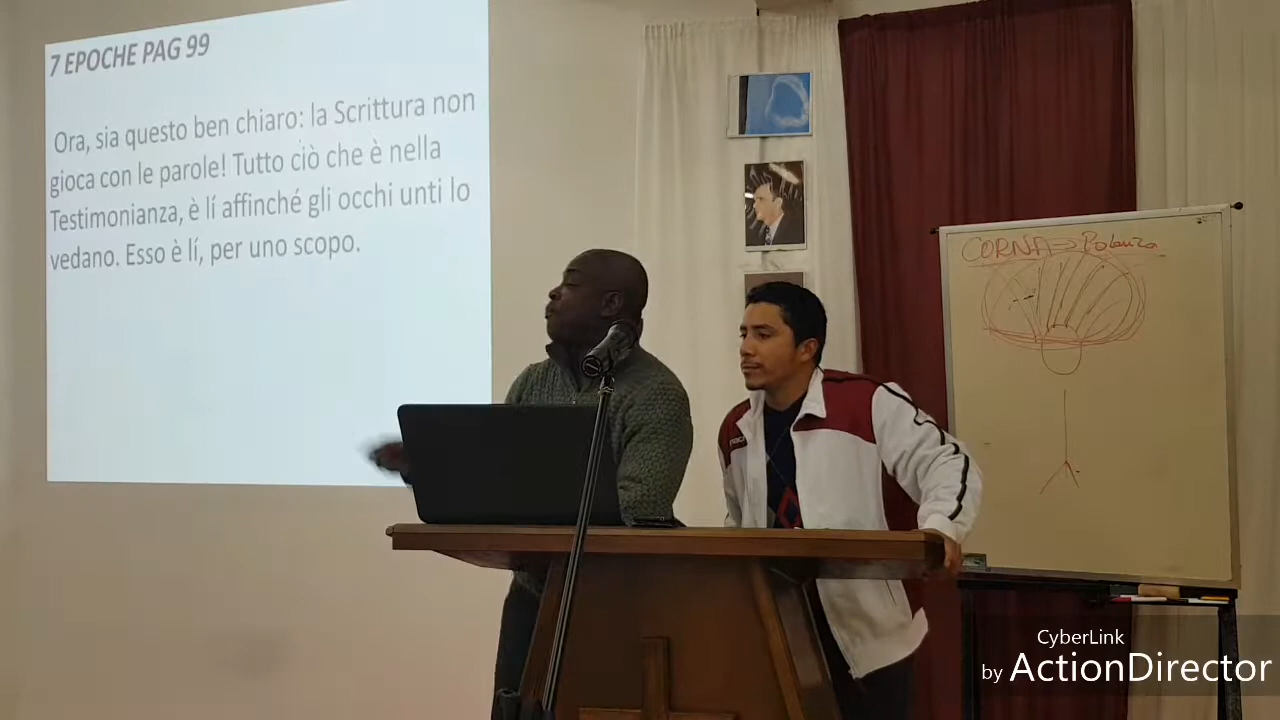 7 EPOCHE PAG 99
Ora, sia questo ben chiaro: la Scrittura non
gioca con le parole! Tutto ciò che è nella
Testimonianza, è lí affinché gli occhi unti lo
vedano. Esso è lí, per uno scopo.
CORNA => Potenza
CyberLink
by ActionDirector